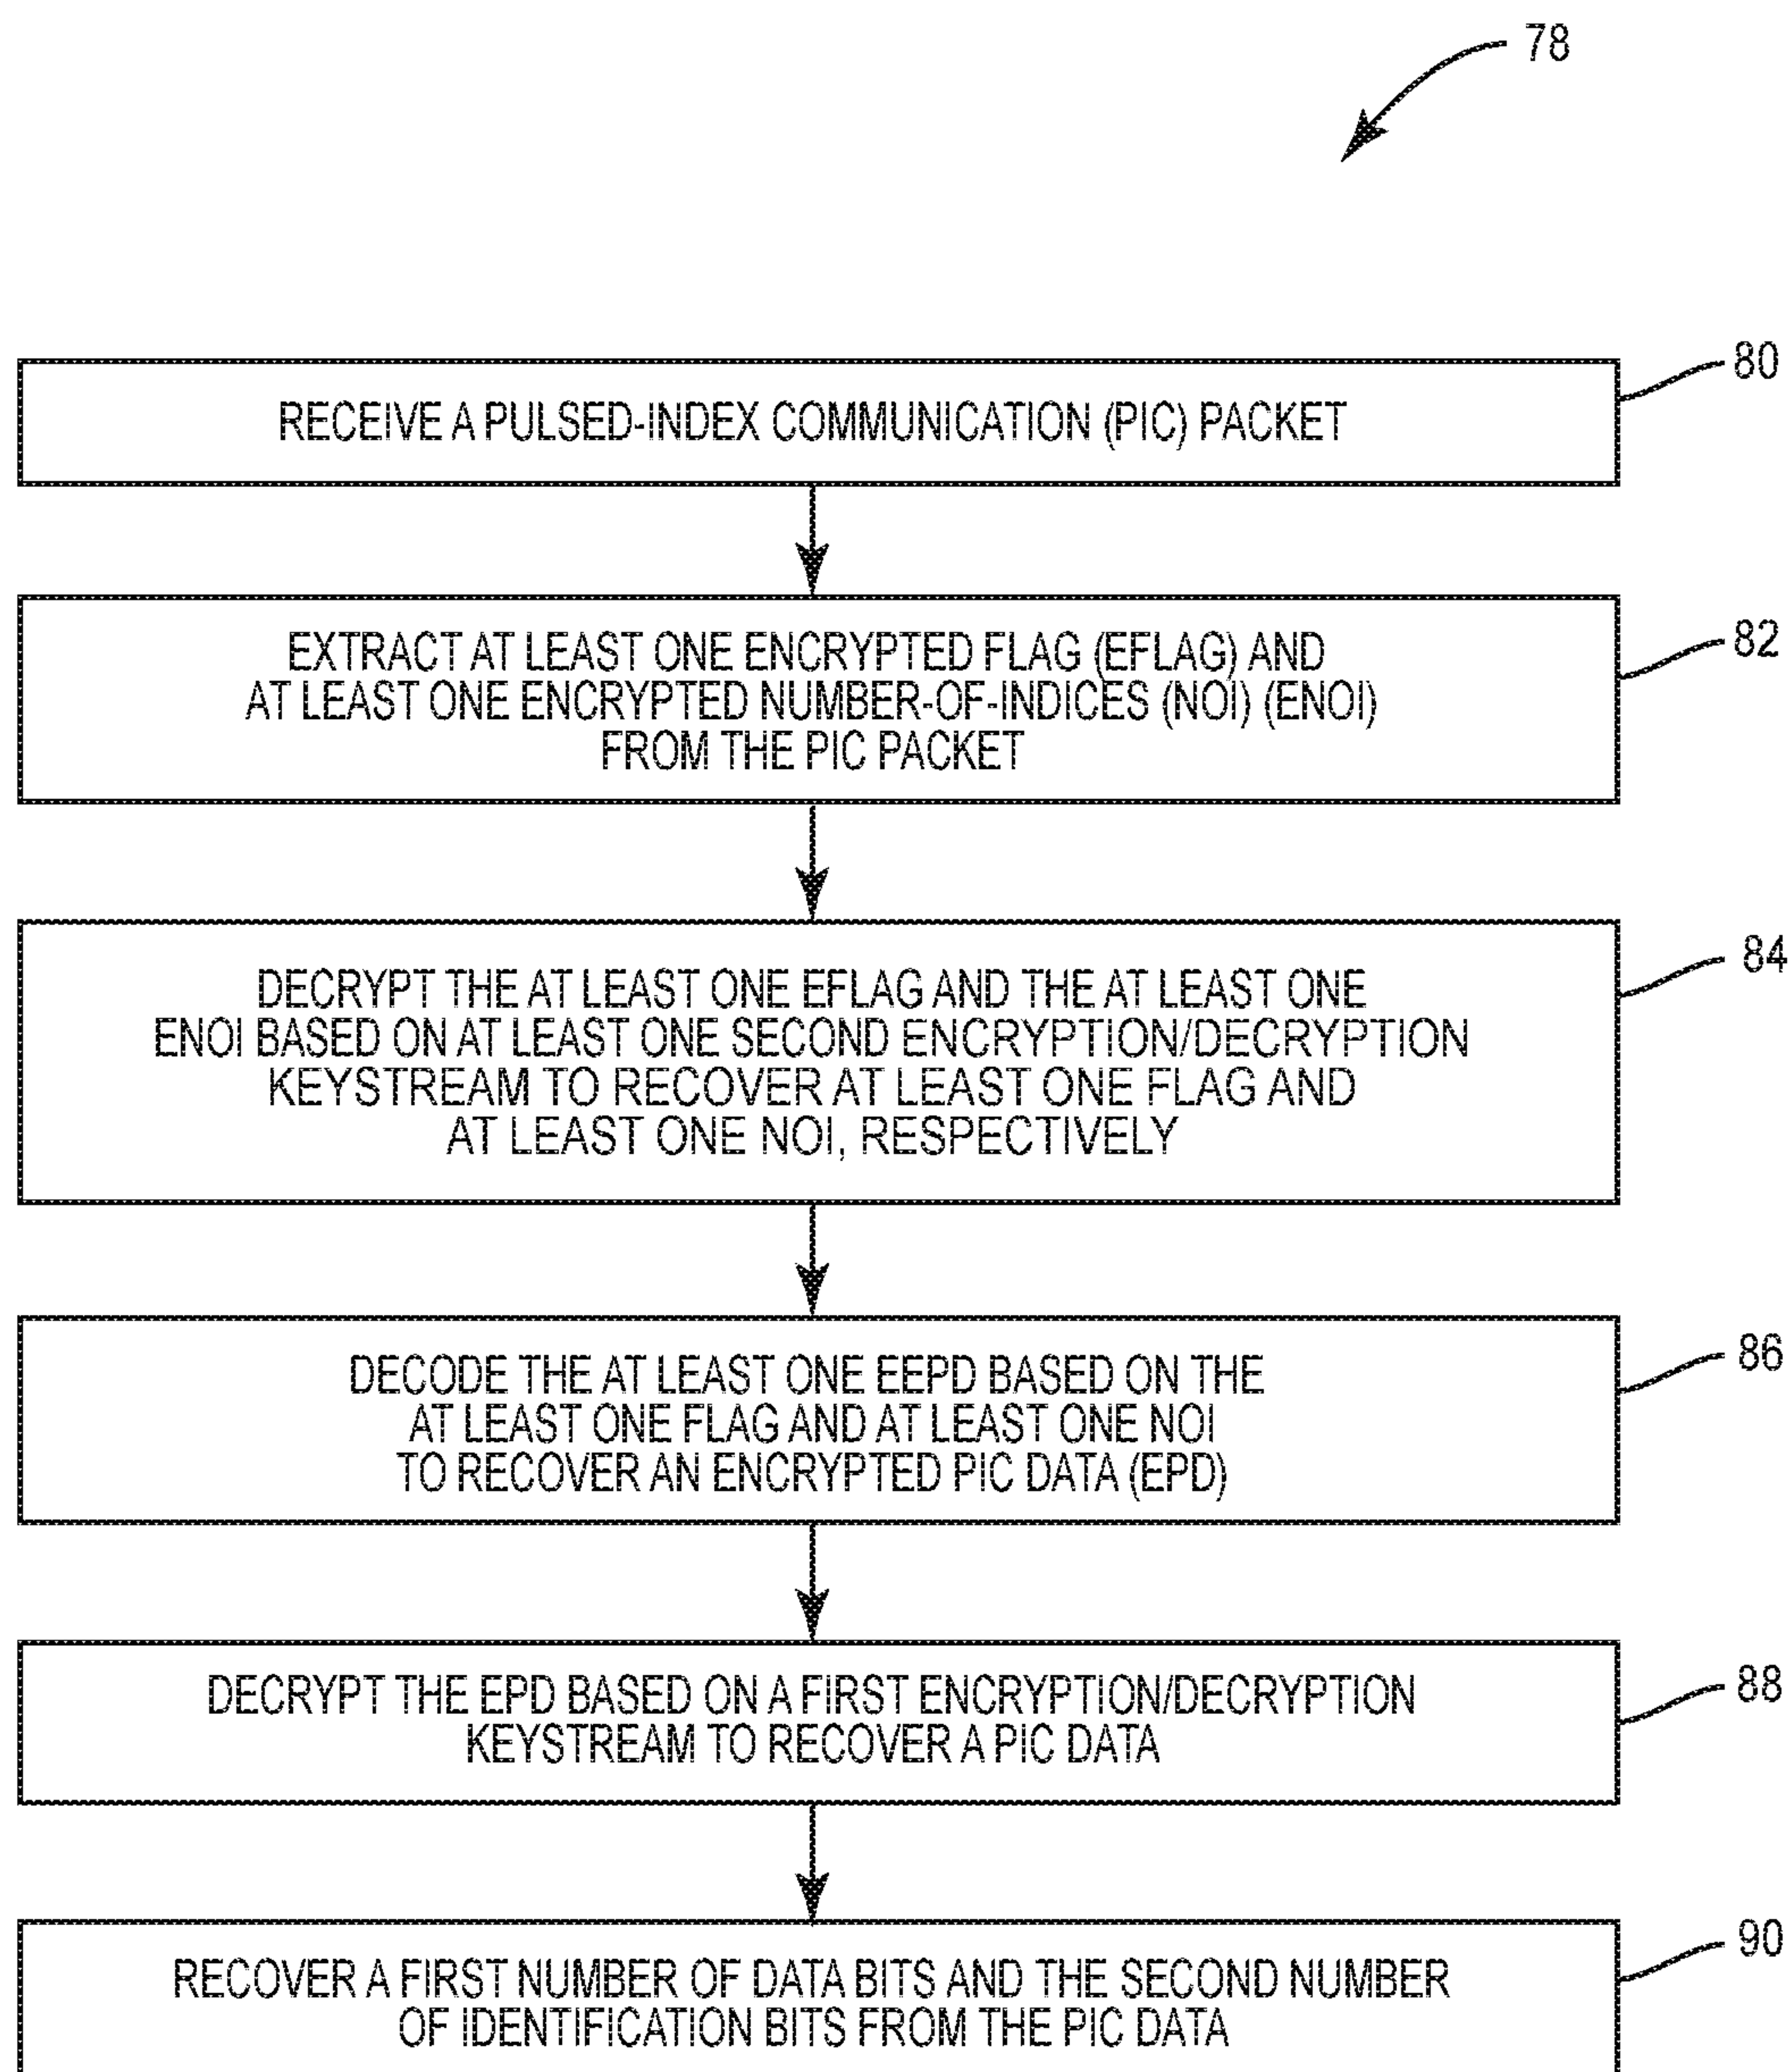 78
80
RECEIVE A PULSED-INDEX COMMUNICATION (PIC) PACKET
82
EXTRACT AT LEAST ONE ENCRYPTED FLAG (EFLAG) AND
AT LEAST ONE ENCRYPTED NUMBER-OF-INDICES (NOI) (ENOI)
FROM THE PIC PACKET
84
DECRYPT THE AT LEAST ONE EFLAG AND THE AT LEAST ONE
ENOI BASED ON AT LEAST ONE SECOND ENCRYPTION/DECRYPTION
KEYSTREAM TO RECOVER AT LEAST ONE FLAG AND
AT LEAST ONE NOI, RESPECTIVELY
86
DECODE THE AT LEAST ONE EEPD BASED ON THE
AT LEAST ONE FLAG AND AT LEAST ONE NOI
TO RECOVER AN ENCRYPTED PIC DATA (EPD)
88
DECRYPT THE EPD BASED ON A FIRST ENCRYPTION/DECRYPTION
KEYSTREAM TO RECOVER A PIC DATA
90
RECOVER A FIRST NUMBER OF DATA BITS AND THE SECOND NUMBER
OF IDENTIFICATION BITS FROM THE PIC DATA